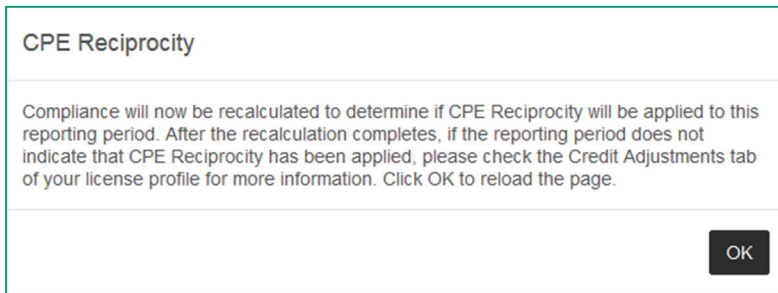 CPE Reciprocity
Compliance will now be recalculated to determine if CPE Reciprocity will be applied to this
reporting period. After the recalculation completes, if the reporting period does not
indicate that CPE Reciprocity has been applied, please check the Credit Adjustments tab
of your license profile for more information. Click OK to reload the page.
OK